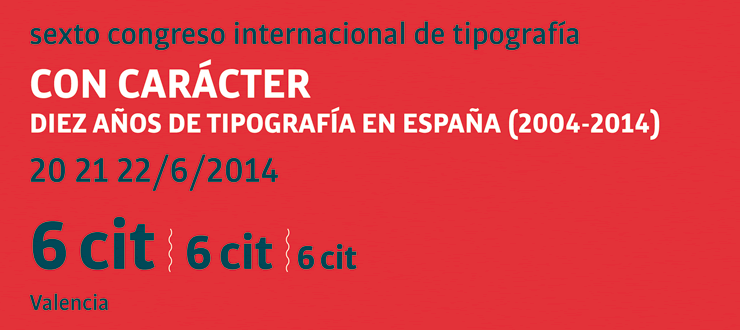 sexto congreso internacional de tipografía
CON CARÁCTER
DIEZ AÑOS DE TIPOGRAFÍA EN ESPAÑA (2004-2014)
20 21 22/6/2014
6 cit 6 cit 6 cit
Valencia